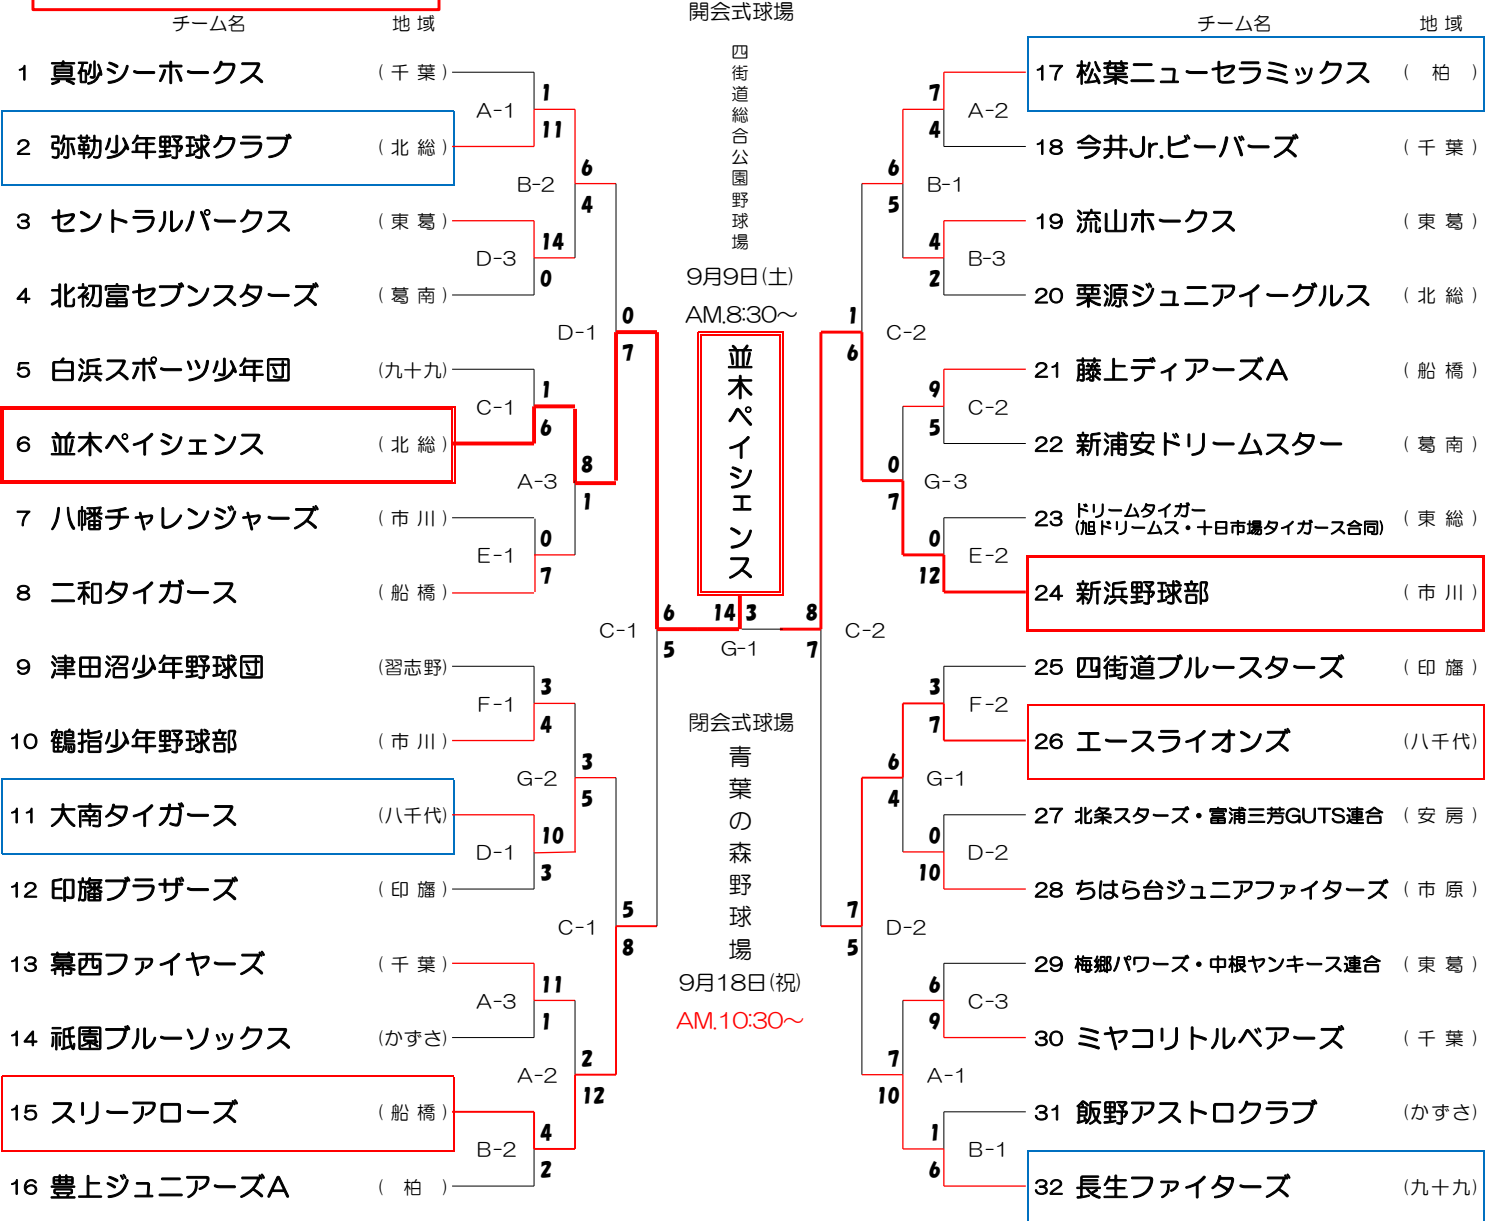 チーム名 地域
1 真砂シーホークス (千葉)
A-1 1 11
2 弥勒少年野球クラブ (北総)
B-2 6 4
3 セントラルパークス (東葛)
D-3 14 0
4 北初富セブンスターズ (葛南)
D-1 0 7
5 白浜スポーツ少年団 (九十九)
C-1 1 6
6 並木ペイシェンス (北総)
A-3 8 1
7 八幡チャレンジャーズ (市川)
E-1 0 7
8 二和タイガース (船橋)
C-1 6 5
9 津田沼少年野球団 (習志野)
F-1 3 4
10 鶴指少年野球部 (市川)
G-2 3 5
11 大南タイガース (八千代)
D-1 10 3
12 印旛ブラザーズ (印旛)
C-1 5 8
13 幕西ファイヤーズ (千葉)
A-3 11 1
14 祇園ブルーソックス (かずさ)
A-2 2 12
15 スリーアローズ (船橋)
B-2 4 2
16 豊上ジュニアーズA (柏)
開会式球場
四街道総合公園野球場
9月9日(土)
AM.8:30~
並木ペイシェンス
14 3
G-1
閉会式球場
青葉の森野球場
9月18日(祝)
AM.10:30~
チーム名 地域
17 松葉ニューセラミックス (柏)
7 4 A-2
18 今井Jr.ビーバーズ (千葉)
6 5 B-1
19 流山ホークス (東葛)
4 2 B-3
20 栗源ジュニアイーグルス (北総)
1 6 C-2
21 藤上ディアーズA (船橋)
9 5 C-2
22 新浦安ドリームスター (葛南)
0 7 G-3
23 ドリームタイガー
(旭ドリームス・十日市場タイガース合同) (東総)
0 12 E-2
24 新浜野球部 (市川)
8 7 C-2
25 四街道ブルースターズ (印旛)
3 7 F-2
26 エースライオンズ (八千代)
6 4 G-1
27 北条スターズ・富浦三芳GUTS連合 (安房)
0 10 D-2
28 ちはら台ジュニアファイターズ (市原)
7 5 D-2
29 梅郷パワーズ・中根ヤンキース連合 (東葛)
6 9 C-3
30 ミヤコリトルベアーズ (千葉)
7 10 A-1
31 飯野アストロクラブ (かずさ)
1 6 B-1
32 長生ファイターズ (九十九)